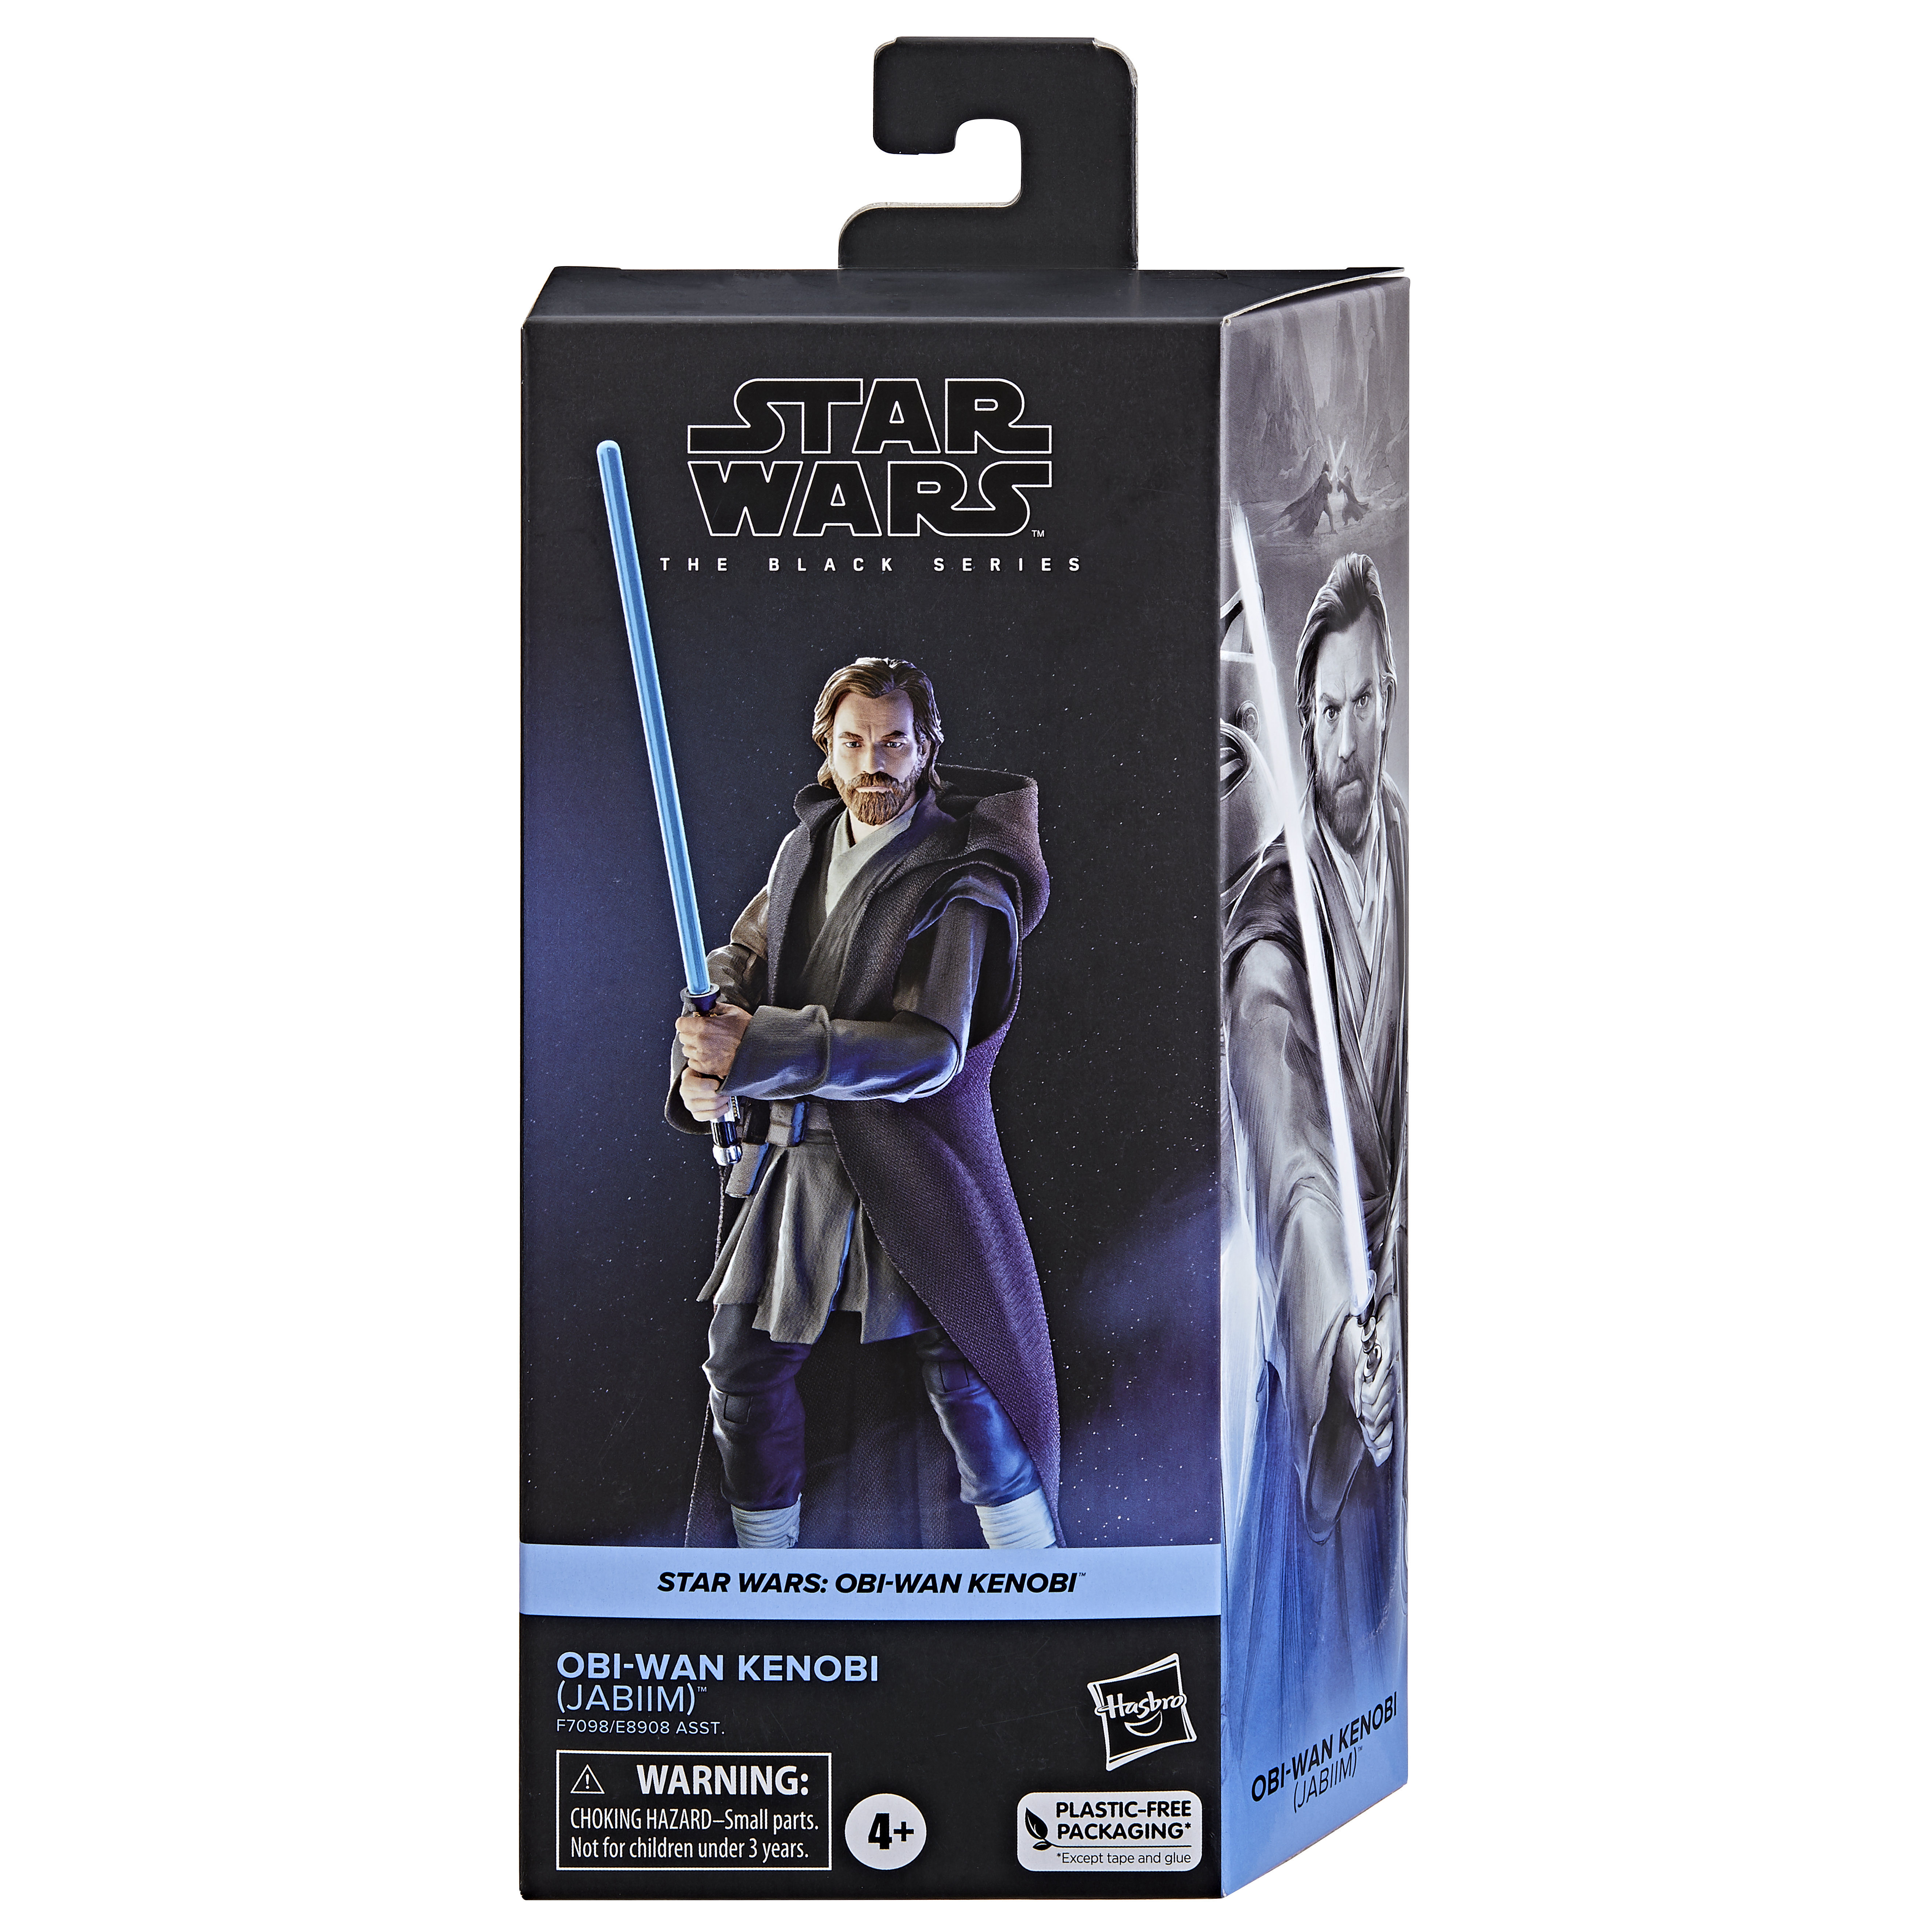 STAR
WARS™
THE BLACK SERIES
STAR WARS: OBI-WAN KENOBI™
OBI-WAN KENOBI
(JABIIM)™
F7098/E8908 ASST.
Hasbro
⚠ WARNING:
CHOKING HAZARD–Small parts.
Not for children under 3 years.
4+
PLASTIC-FREE
PACKAGING*
*Except tape and glue
OBI-WAN KENOBI
(JABIIM)™